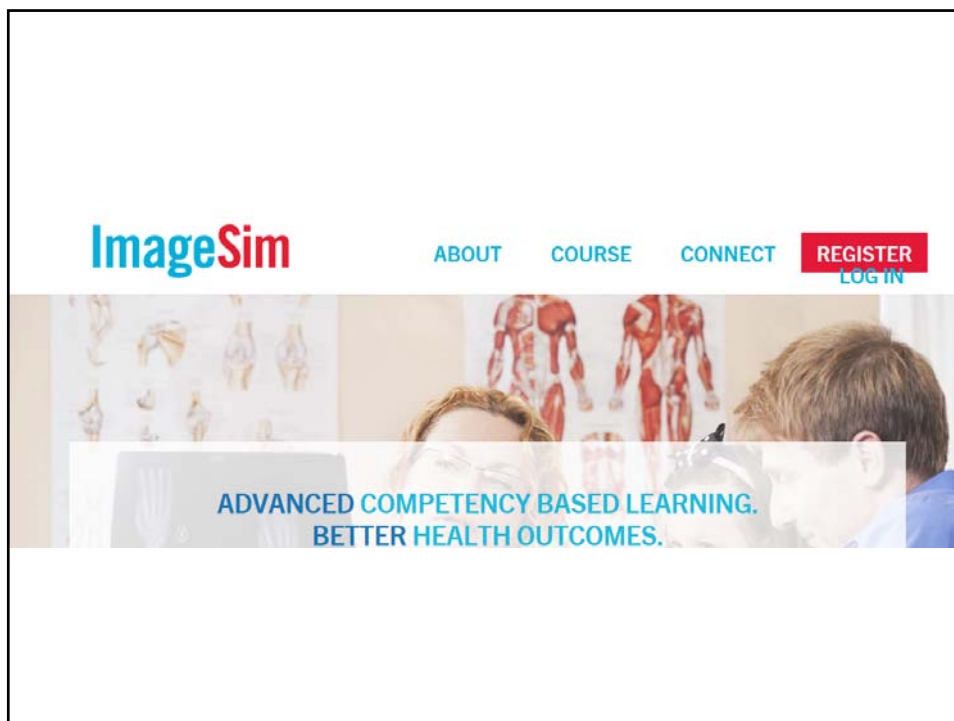 ImageSim
ABOUT COURSE CONNECT REGISTER
LOG IN
ADVANCED COMPETENCY BASED LEARNING.
BETTER HEALTH OUTCOMES.